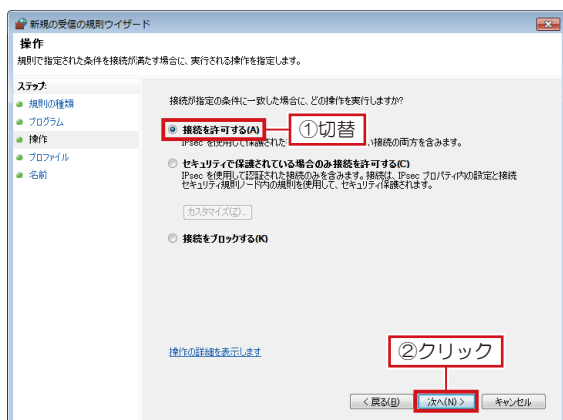 新規の受信の規則ウィザード
操作
規則で指定された条件を接続が満たす場合に、実行される操作を指定します。
ステップ:
規則の種類
プログラム
操作
プロファイル
名前
接続が指定の条件に一致した場合に、どの操作を実行しますか?
接続を許可する(A)
①切替
IPsec を使用して保護された
い接続の両方を含みます。
セキュリティで保護されている場合のみ接続を許可する(C)
IPsec を使用して認証された接続のみを含みます。接続は、IPsec プロパティ内の設定と接続
セキュリティ規則ノード内の規則を使用して、セキュリティ保護されます。
カスタマイズ(Z)...
接続をブロックする(K)
操作の詳細を表示します
②クリック
< 戻る(B)
次へ(N) >
キャンセル